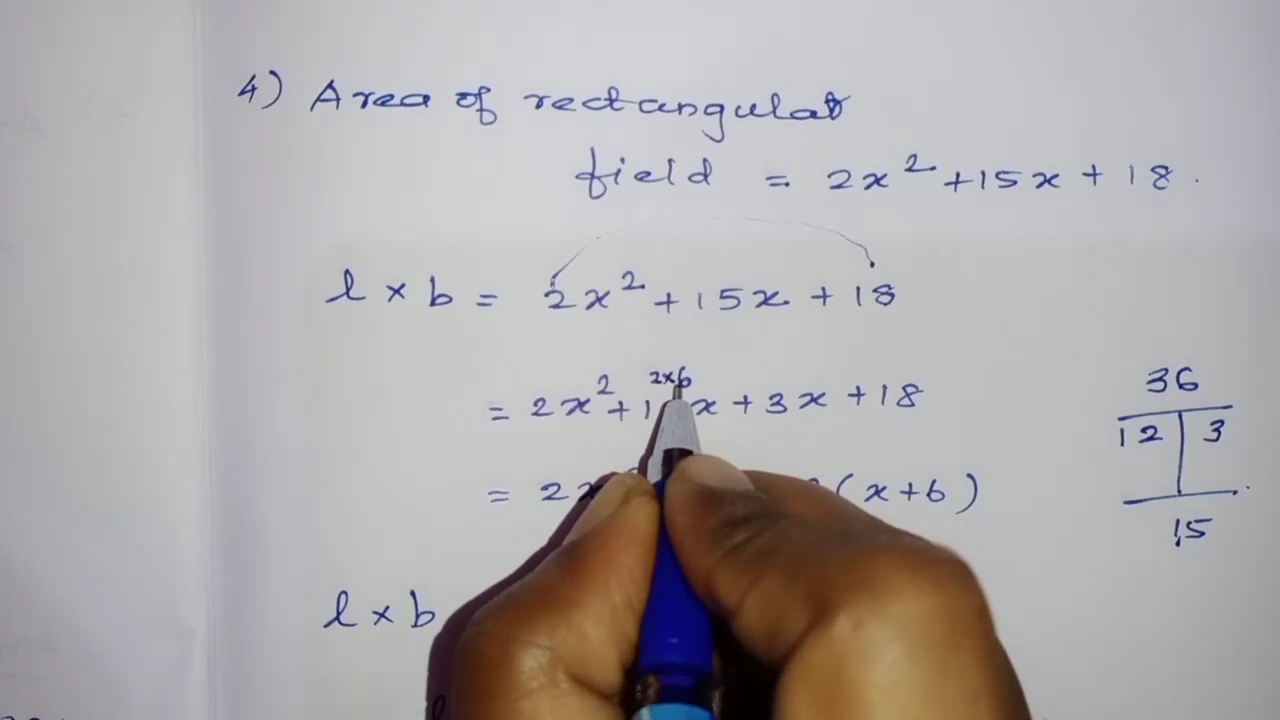 4) Area of rectangular
field = 2x² + 15x + 18.
l × b = 2x² + 15x + 18
2×6
= 2x² + 1 x + 3x + 18
36
12 3
15
= 2x (x+6)
l × b